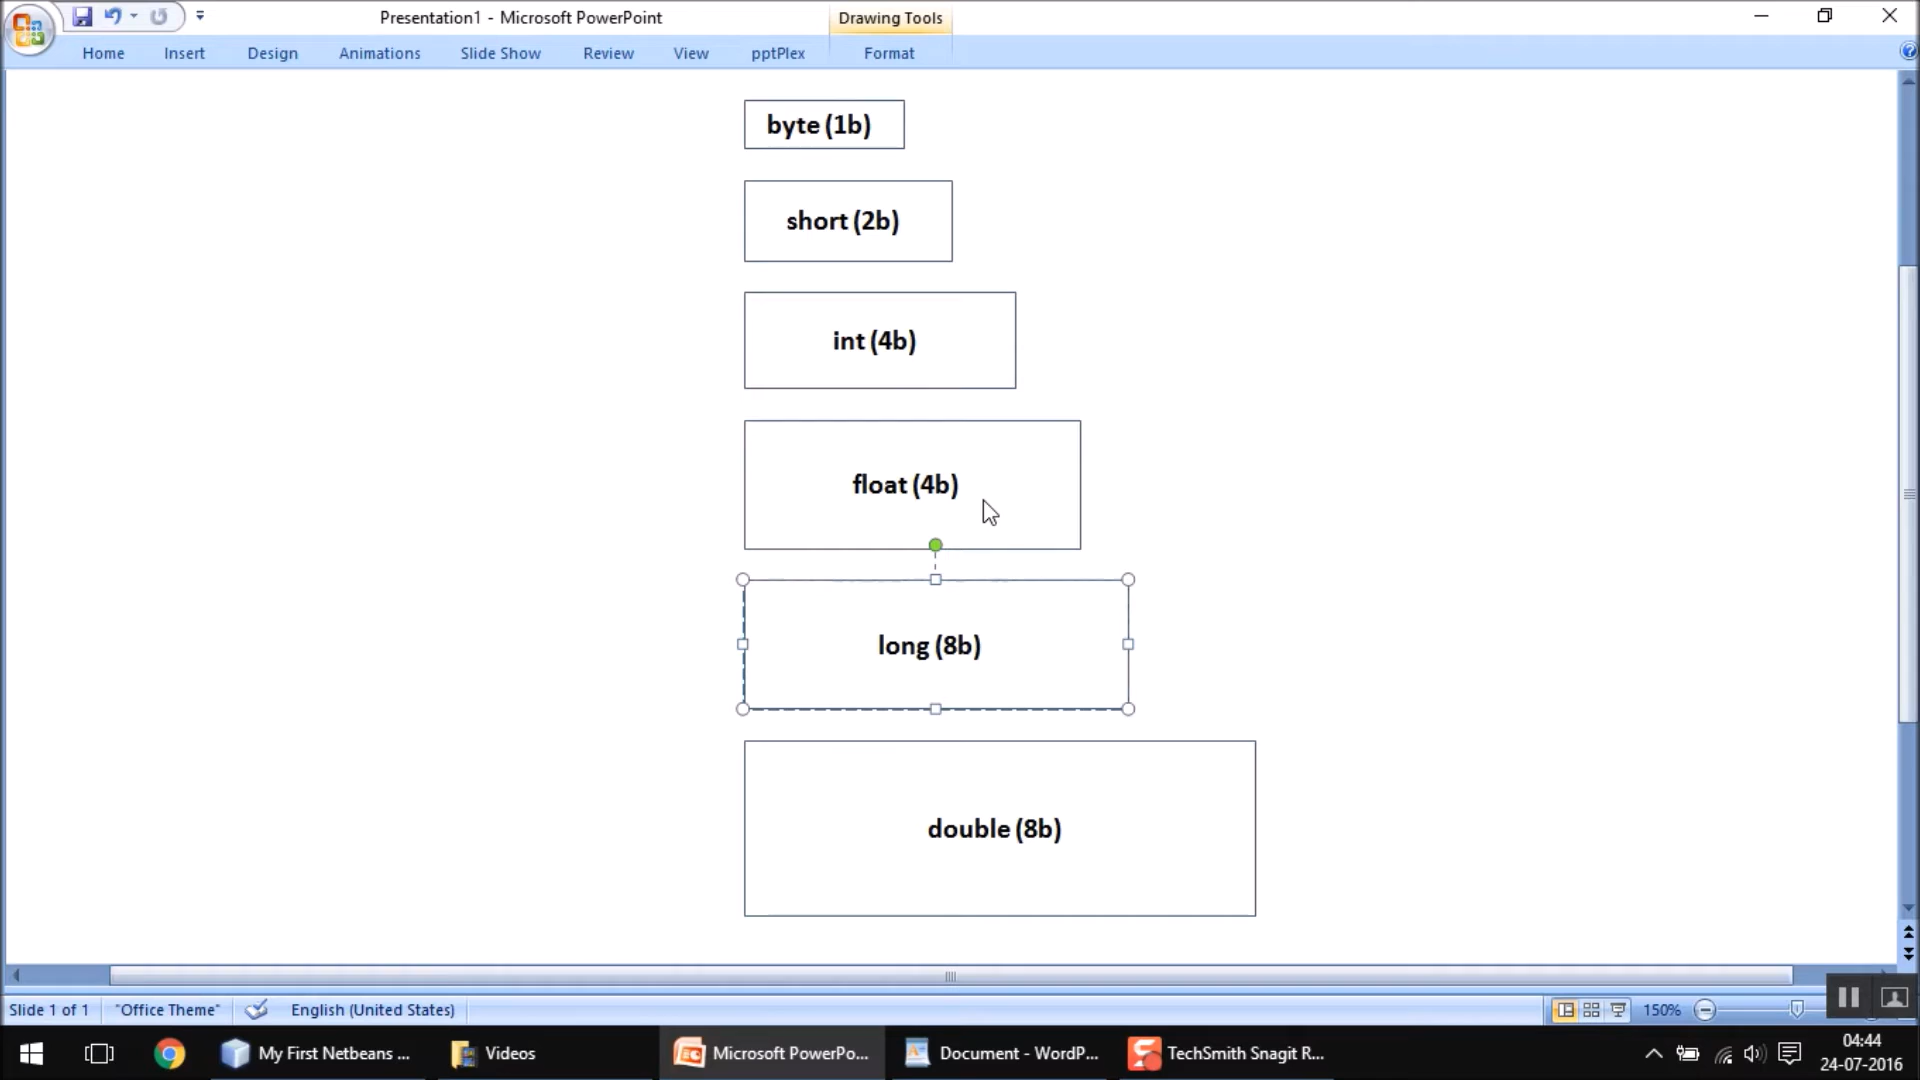 Presentation1 - Microsoft PowerPoint
Drawing Tools
Home
Insert
Design
Animations
Slide Show
Review
View
pptPlex
Format
byte (1b)
short (2b)
int (4b)
float (4b)
long (8b)
double (8b)
Slide 1 of 1
"Office Theme"
English (United States)
150%
My First Netbeans ...
Videos
Microsoft PowerPo...
Document - WordP...
TechSmith Snagit R...
04:44
24-07-2016